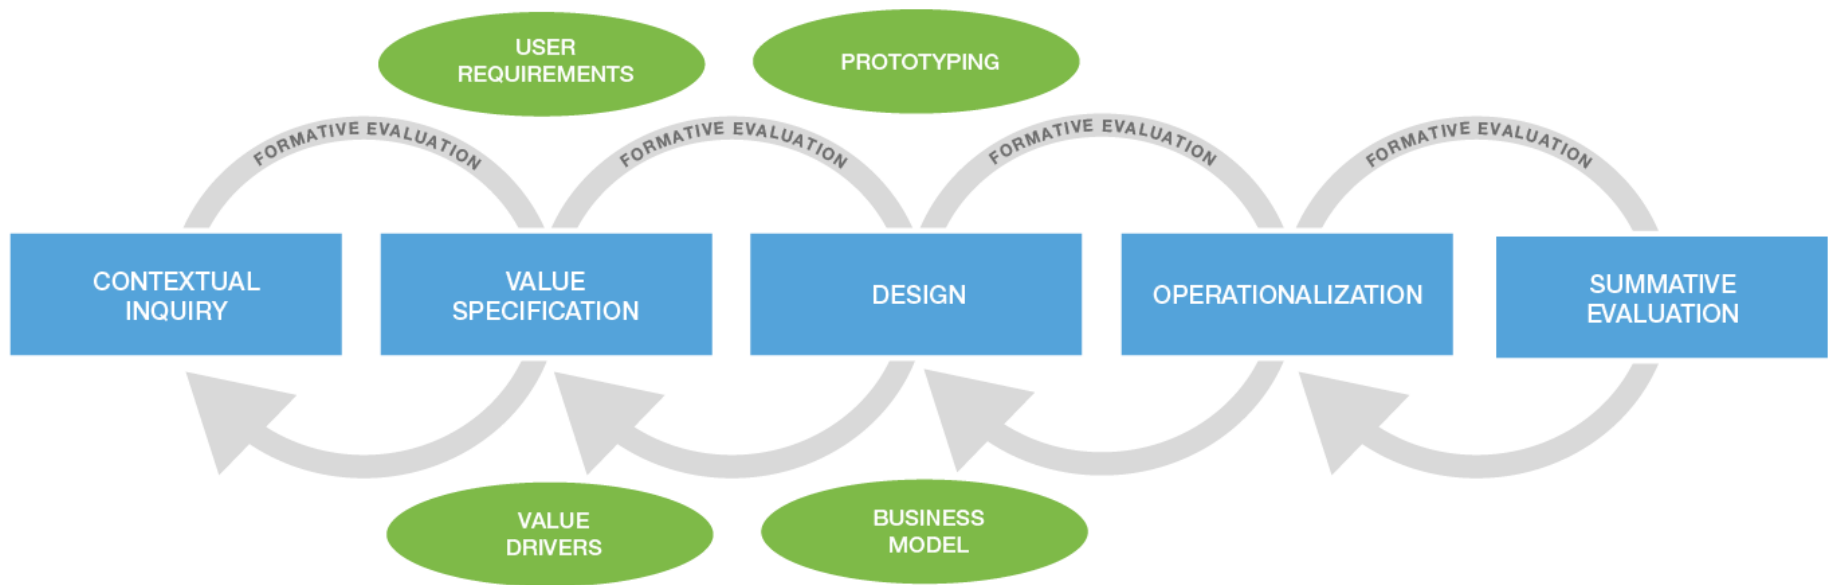 USER
REQUIREMENTS
PROTOTYPING
FORMATIVE EVALUATION
FORMATIVE EVALUATION
FORMATIVE EVALUATION
FORMATIVE EVALUATION
CONTEXTUAL
INQUIRY
VALUE
SPECIFICATION
DESIGN
OPERATIONALIZATION
SUMMATIVE
EVALUATION
VALUE
DRIVERS
BUSINESS
MODEL